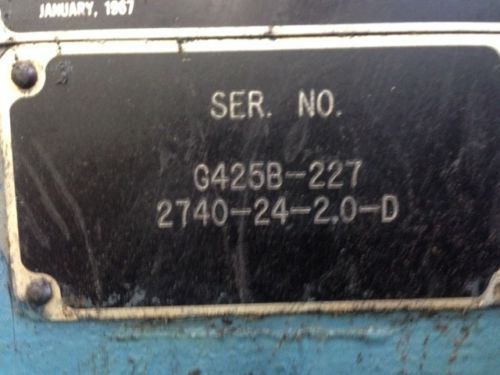 JANUARY, 1967
SER. NO.
G425B-227
2740-24-2.0-D